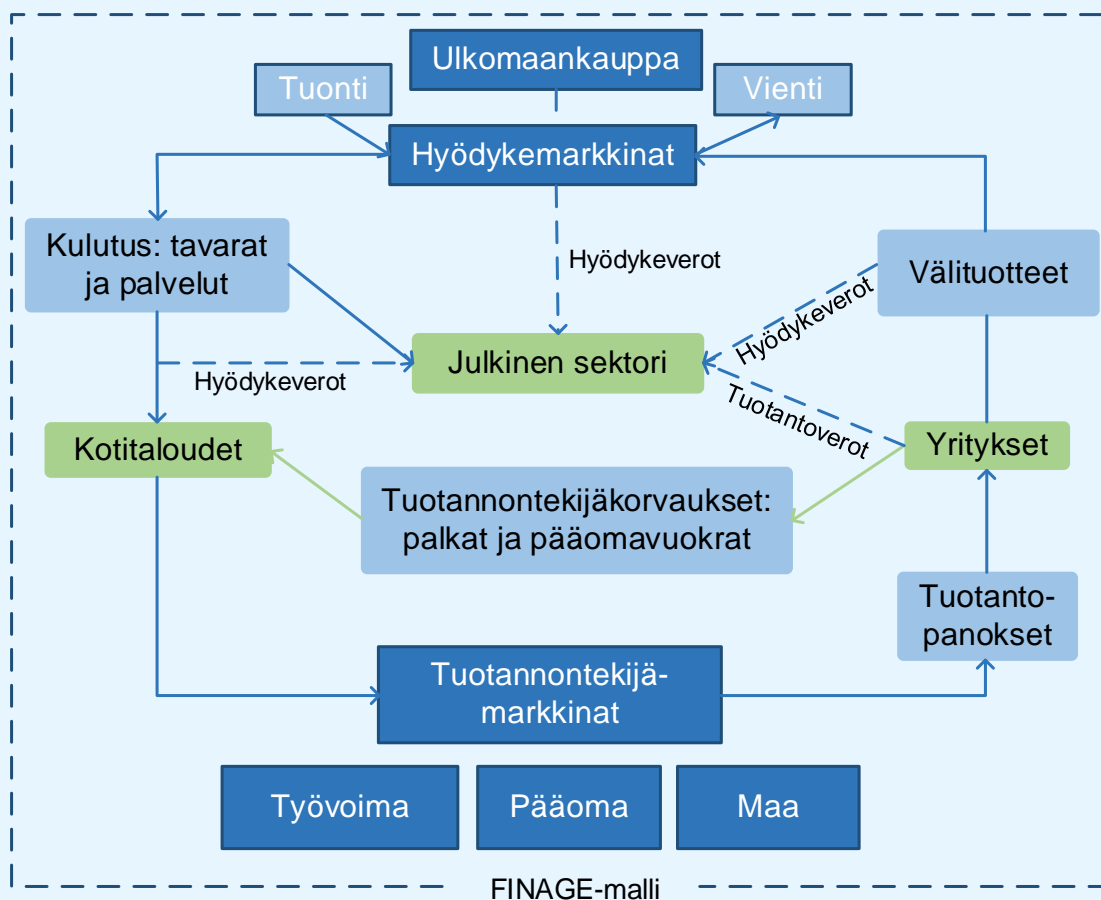 Ulkomaankauppa
Tuonti
Vienti
Hyödykemarkkinat
Kulutus: tavarat
ja palvelut
Hyödykeverot
Välituotteet
Hyödykeverot
Julkinen sektori
Hyödykeverot
Tuotantoverot
Kotitaloudet
Yritykset
Tuotannontekijäkorvaukset:
palkat ja pääomavuokrat
Tuotanto-
panokset
Tuotannontekijä-
markkinat
Työvoima
Pääoma
Maa
FINAGE-malli